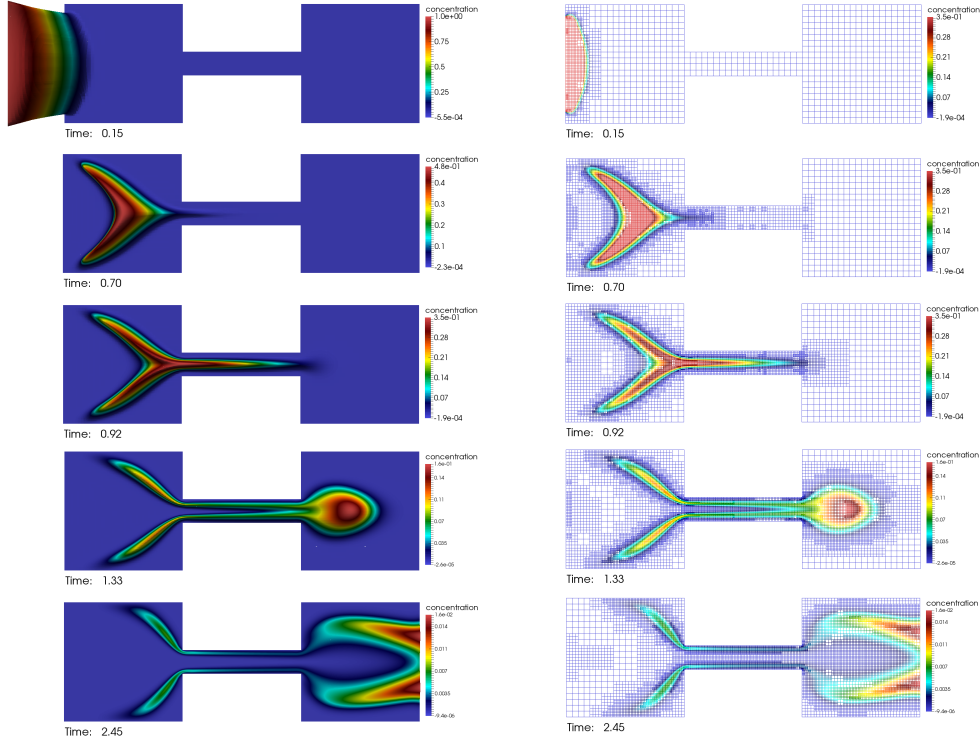 concentration
1.0e+00
0.75
0.5
0.25
-5.5e-04
Time: 0.15
concentration
3.5e-01
0.28
0.21
0.14
0.07
-1.9e-04
Time: 0.15
concentration
4.8e-01
0.4
0.3
0.2
0.1
-2.3e-04
Time: 0.70
concentration
3.5e-01
0.28
0.21
0.14
0.07
-1.9e-04
Time: 0.70
concentration
3.5e-01
0.28
0.21
0.14
0.07
-1.9e-04
Time: 0.92
concentration
3.5e-01
0.28
0.21
0.14
0.07
-1.9e-04
Time: 0.92
concentration
1.6e-01
0.14
0.11
0.07
0.035
-2.6e-05
Time: 1.33
concentration
1.6e-01
0.14
0.11
0.07
0.035
-2.6e-05
Time: 1.33
concentration
1.6e-02
0.014
0.011
0.007
0.0035
-9.4e-06
Time: 2.45
concentration
1.6e-02
0.014
0.011
0.007
0.0035
-9.4e-06
Time: 2.45